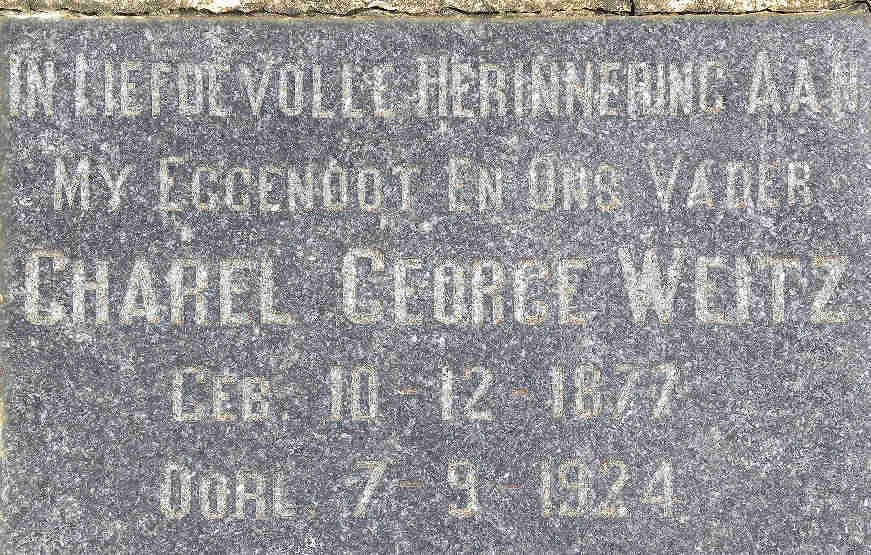 IN LIEFDEVOLLE HERINNERING AAN
MY EGGENOOT EN ONS VADER
CHAREL GEORGE WEITZ
GEB. 10-12-1877
OORL. 7-9-1924